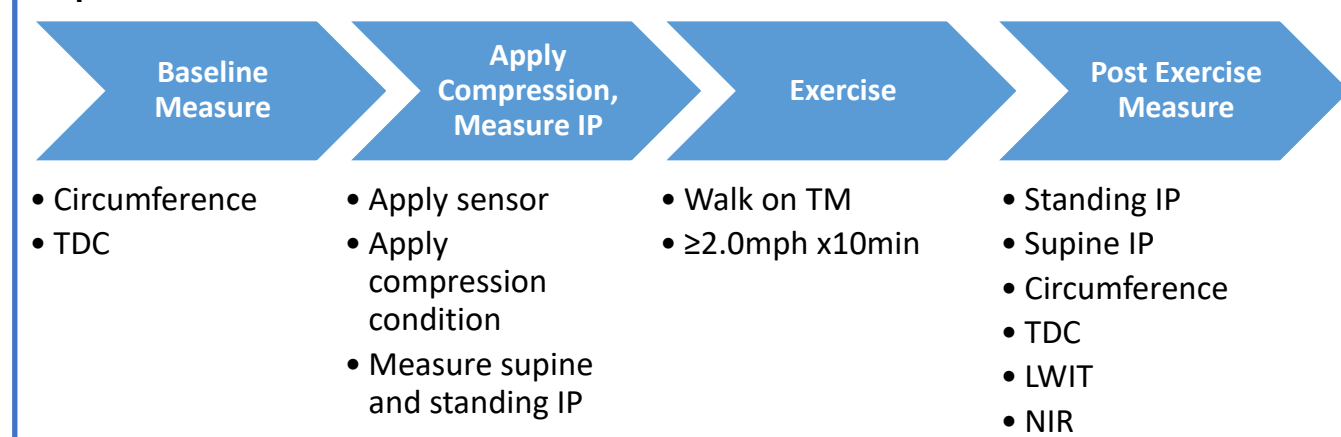 Baseline
Measure
Apply
Compression,
Measure IP
Exercise
Post Exercise
Measure
• Circumference
• TDC
• Apply sensor
• Apply
compression
condition
• Measure supine
and standing IP
• Walk on TM
• ≥2.0mph x10min
• Standing IP
• Supine IP
• Circumference
• TDC
• LWIT
• NIR